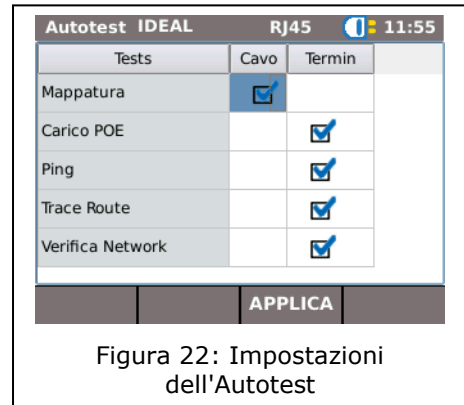 Autotest IDEAL RJ45 11:55
Tests Cavo Termin
Mappatura
Carico POE
Ping
Trace Route
Verifica Network
APPLICA
Figura 22: Impostazioni
dell'Autotest